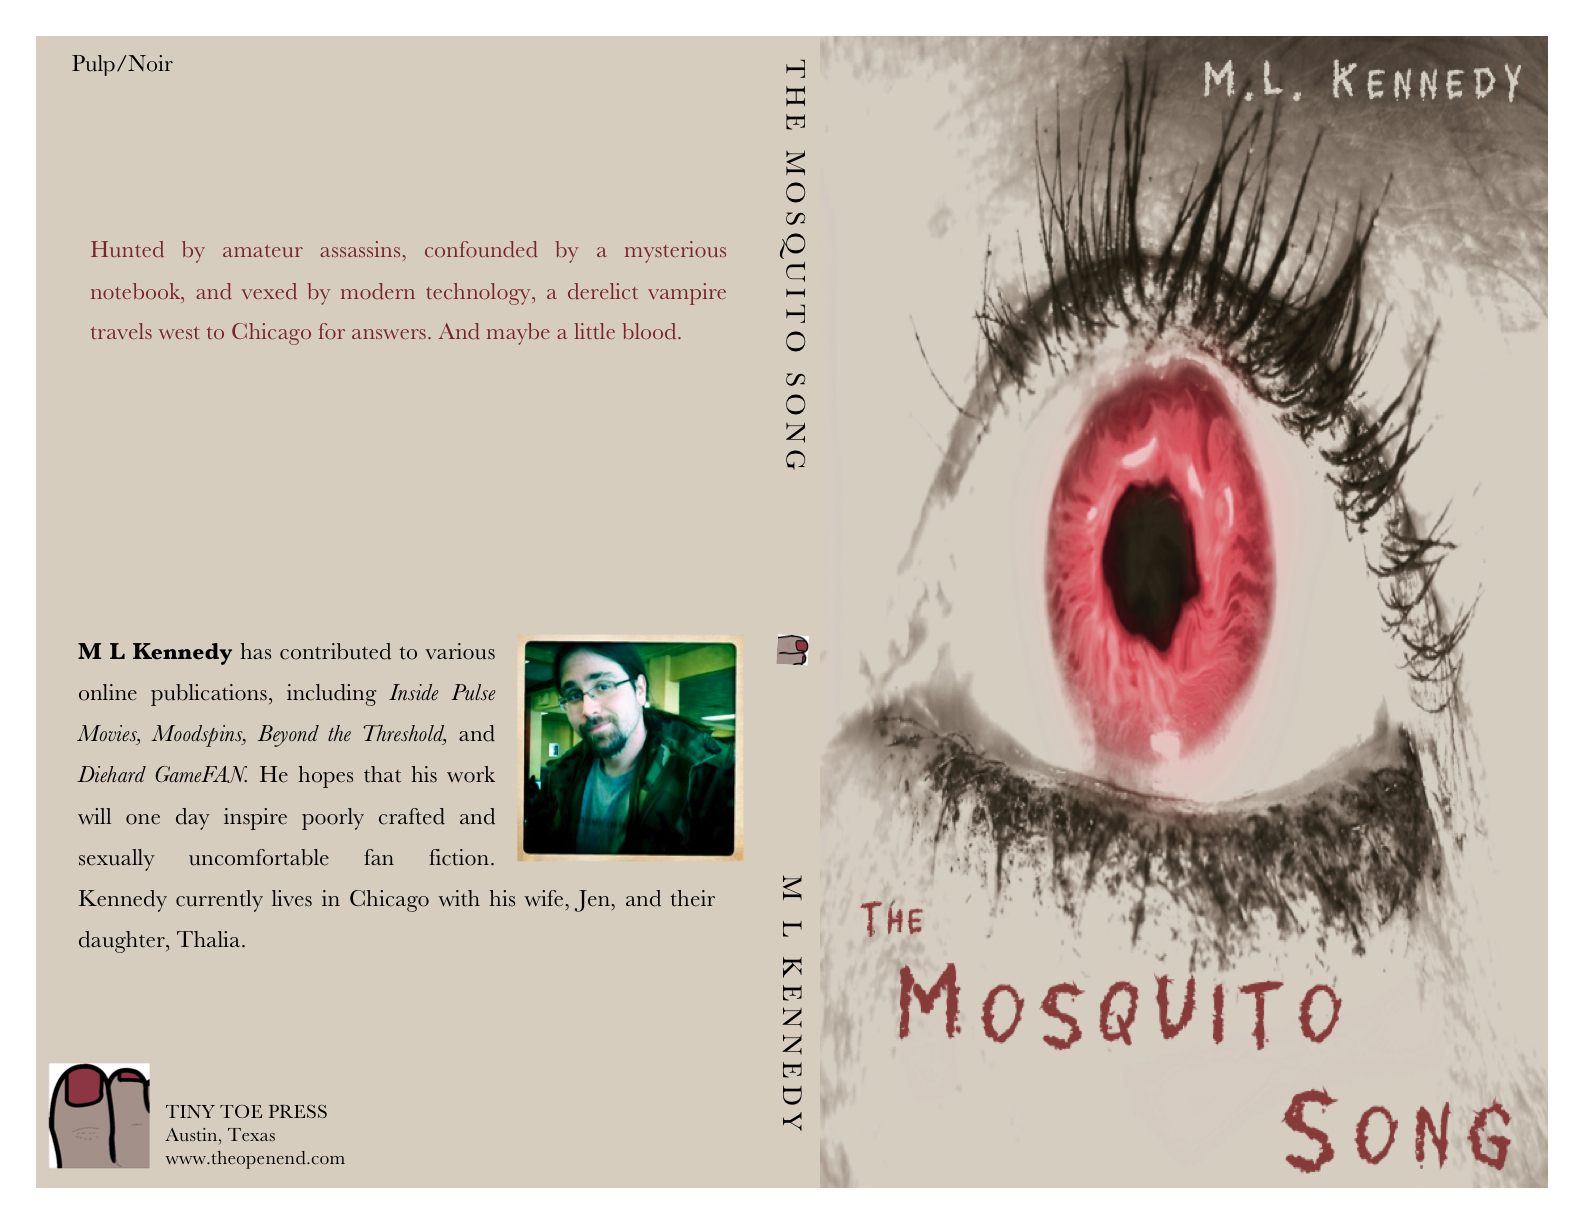 Pulp/Noir
Hunted by amateur assassins, confounded by a mysterious
notebook, and vexed by modern technology, a derelict vampire
travels west to Chicago for answers. And maybe a little blood.
M L Kennedy has contributed to various
online publications, including Inside Pulse
Movies, Moodspins, Beyond the Threshold, and
Diehard GameFAN. He hopes that his work
will one day inspire poorly crafted and
sexually uncomfortable fan fiction.
Kennedy currently lives in Chicago with his wife, Jen, and their
daughter, Thalia.
TINY TOE PRESS
Austin, Texas
www.theopenend.com
THE MOSQUITO SONG
M L KENNEDY
M.L. KENNEDY
THE
MOSQUITO
SONG